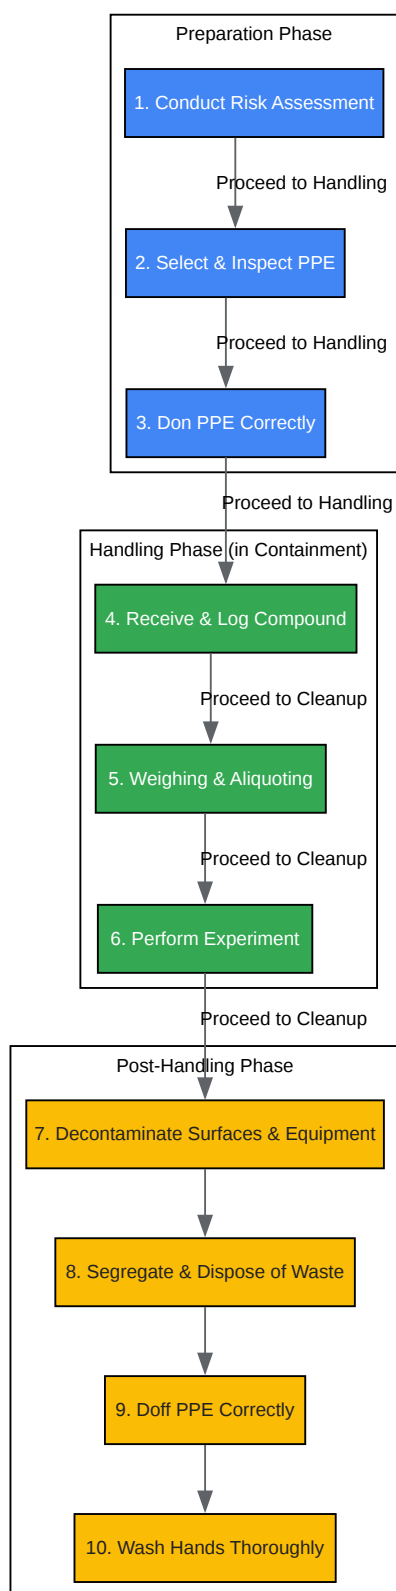 Preparation Phase
1. Conduct Risk Assessment
Proceed to Handling
2. Select & Inspect PPE
Proceed to Handling
3. Don PPE Correctly
Proceed to Handling
Handling Phase (in Containment)
4. Receive & Log Compound
Proceed to Cleanup
5. Weighing & Aliquoting
Proceed to Cleanup
6. Perform Experiment
Proceed to Cleanup
Post-Handling Phase
7. Decontaminate Surfaces & Equipment
8. Segregate & Dispose of Waste
9. Doff PPE Correctly
10. Wash Hands Thoroughly